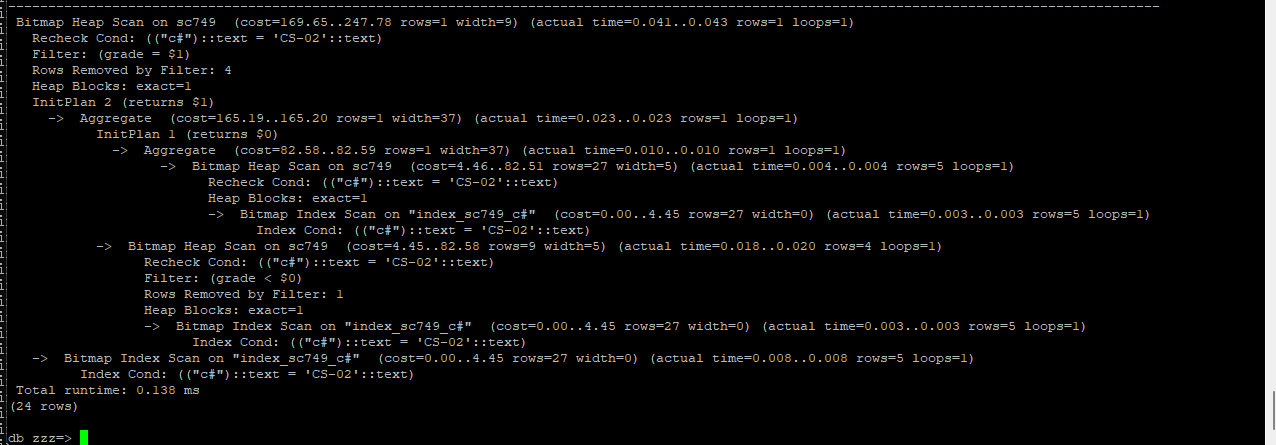 Bitmap Heap Scan on sc749  (cost=169.65..247.78 rows=1 width=9) (actual time=0.041..0.043 rows=1 loops=1)
Recheck Cond: (("c#")::text = 'CS-02'::text)
Filter: (grade = $1)
Rows Removed by Filter: 4
Heap Blocks: exact=1
InitPlan 2 (returns $1)
->  Aggregate  (cost=165.19..165.20 rows=1 width=37) (actual time=0.023..0.023 rows=1 loops=1)
InitPlan 1 (returns $0)
->  Aggregate  (cost=82.58..82.59 rows=1 width=37) (actual time=0.010..0.010 rows=1 loops=1)
->  Bitmap Heap Scan on sc749  (cost=4.46..82.51 rows=27 width=5) (actual time=0.004..0.004 rows=5 loops=1)
Recheck Cond: (("c#")::text = 'CS-02'::text)
Heap Blocks: exact=1
->  Bitmap Index Scan on "index_sc749_c#"  (cost=0.00..4.45 rows=27 width=0) (actual time=0.003..0.003 rows=5 loops=1)
Index Cond: (("c#")::text = 'CS-02'::text)
->  Bitmap Heap Scan on sc749  (cost=4.45..82.58 rows=9 width=5) (actual time=0.018..0.020 rows=4 loops=1)
Recheck Cond: (("c#")::text = 'CS-02'::text)
Filter: (grade < $0)
Rows Removed by Filter: 1
Heap Blocks: exact=1
->  Bitmap Index Scan on "index_sc749_c#"  (cost=0.00..4.45 rows=27 width=0) (actual time=0.003..0.003 rows=5 loops=1)
Index Cond: (("c#")::text = 'CS-02'::text)
->  Bitmap Index Scan on "index_sc749_c#"  (cost=0.00..4.45 rows=27 width=0) (actual time=0.008..0.008 rows=5 loops=1)
Index Cond: (("c#")::text = 'CS-02'::text)
Total runtime: 0.138 ms
(24 rows)
db_zzz=>